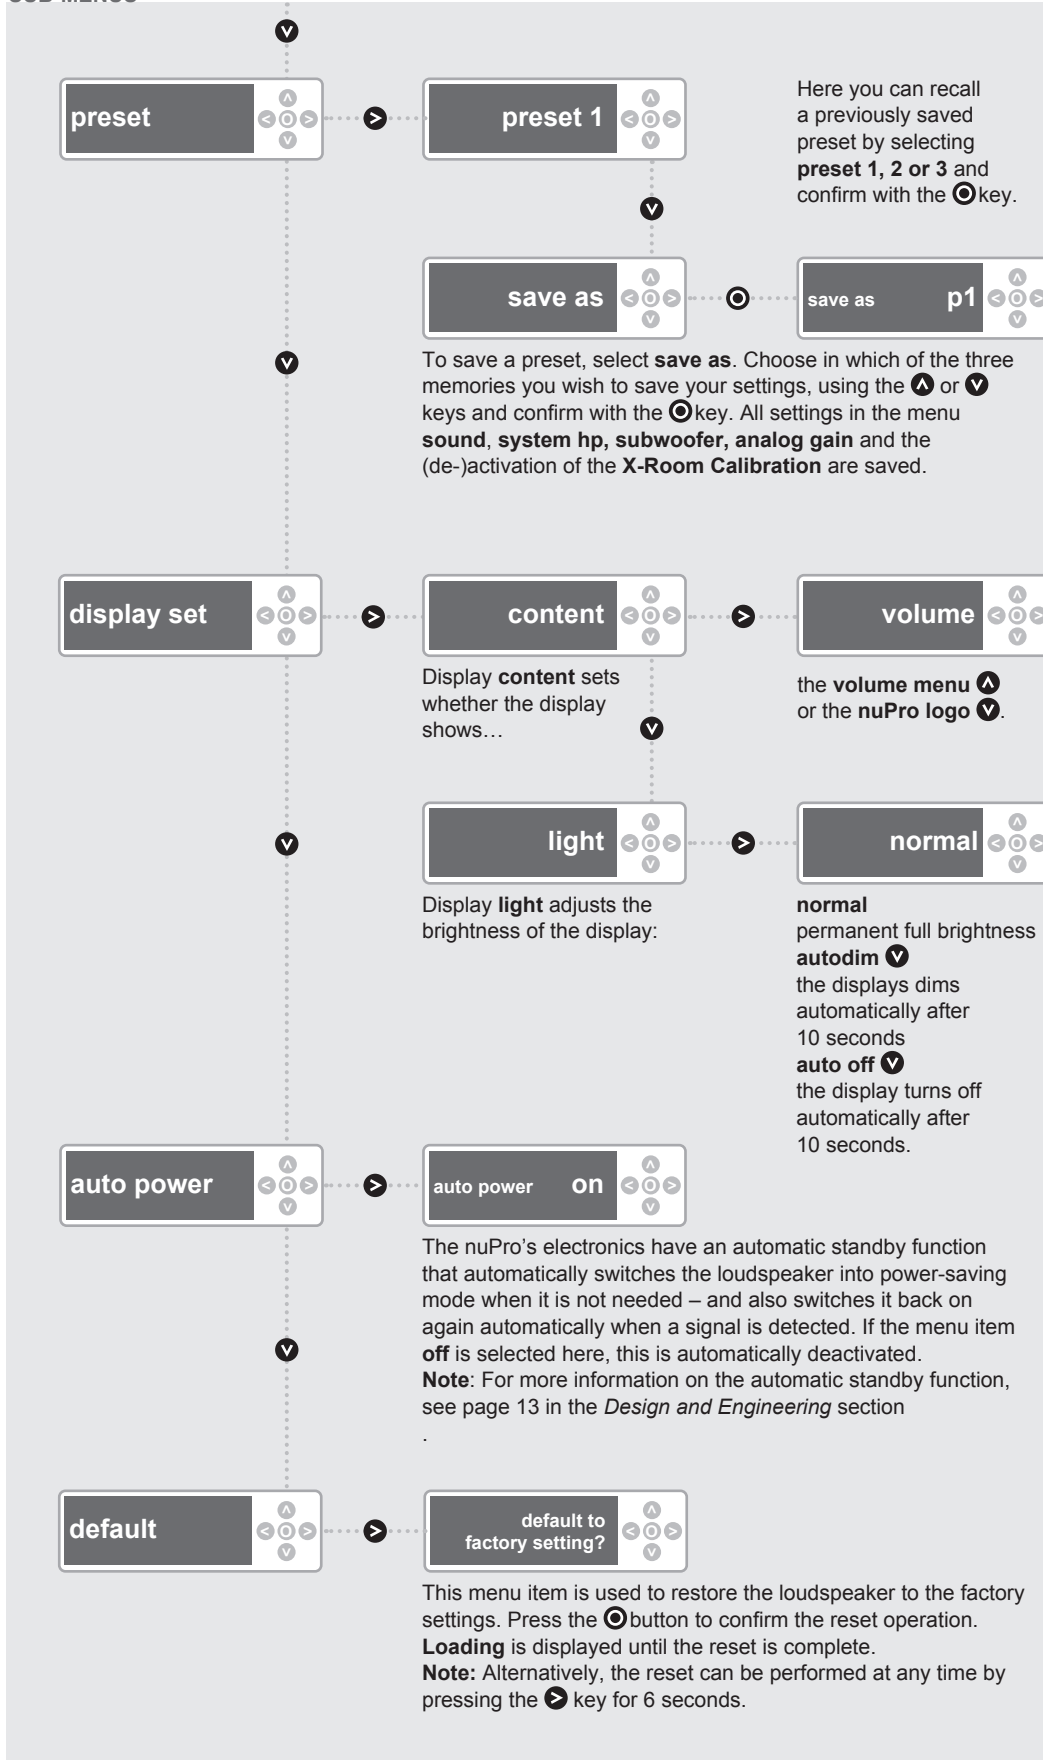 SUB-MENUS
preset
preset 1
Here you can recall
a previously saved
preset by selecting
preset 1, 2 or 3 and
confirm with the key.
save as
save as p1
To save a preset, select save as. Choose in which of the three
memories you wish to save your settings, using the or
keys and confirm with the key. All settings in the menu
sound, system hp, subwoofer, analog gain and the
(de-)activation of the X-Room Calibration are saved.
display set
content
volume
Display content sets
whether the display
shows…
the volume menu
or the nuPro logo .
light
normal
Display light adjusts the
brightness of the display:
normal
permanent full brightness
autodim
the displays dims
automatically after
10 seconds
auto off
the display turns off
automatically after
10 seconds.
auto power
auto power on
The nuPro’s electronics have an automatic standby function
that automatically switches the loudspeaker into power-saving
mode when it is not needed – and also switches it back on
again automatically when a signal is detected. If the menu item
off is selected here, this is automatically deactivated.
Note: For more information on the automatic standby function,
see page 13 in the Design and Engineering section
.
default
default to
factory setting?
This menu item is used to restore the loudspeaker to the factory
settings. Press the button to confirm the reset operation.
Loading is displayed until the reset is complete.
Note: Alternatively, the reset can be performed at any time by
pressing the key for 6 seconds.